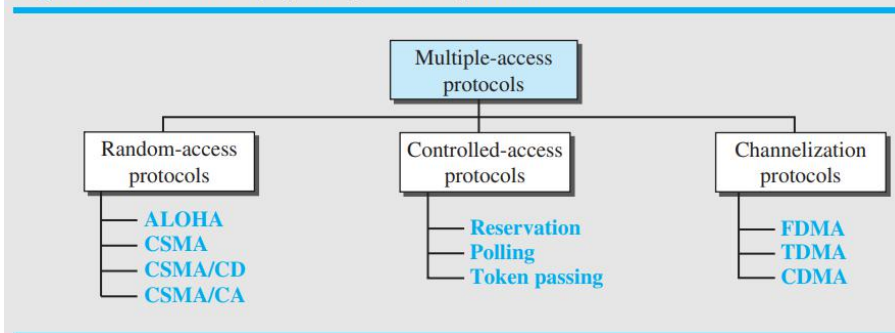 Multiple-access
protocols
Random-access
protocols
Controlled-access
protocols
Channelization
protocols
ALOHA
CSMA
CSMA/CD
CSMA/CA
Reservation
Polling
Token passing
FDMA
TDMA
CDMA